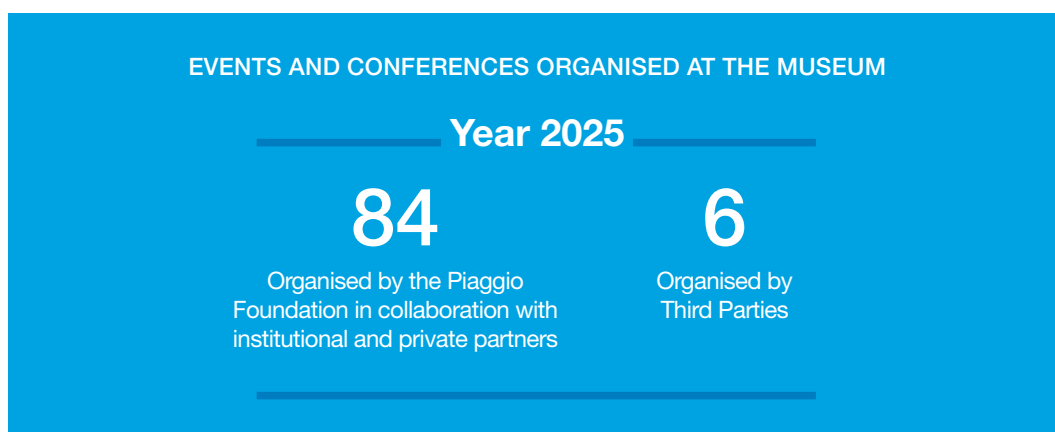 EVENTS AND CONFERENCES ORGANISED AT THE MUSEUM
Year 2025
84
Organised by the Piaggio
Foundation in collaboration with
institutional and private partners
6
Organised by
Third Parties